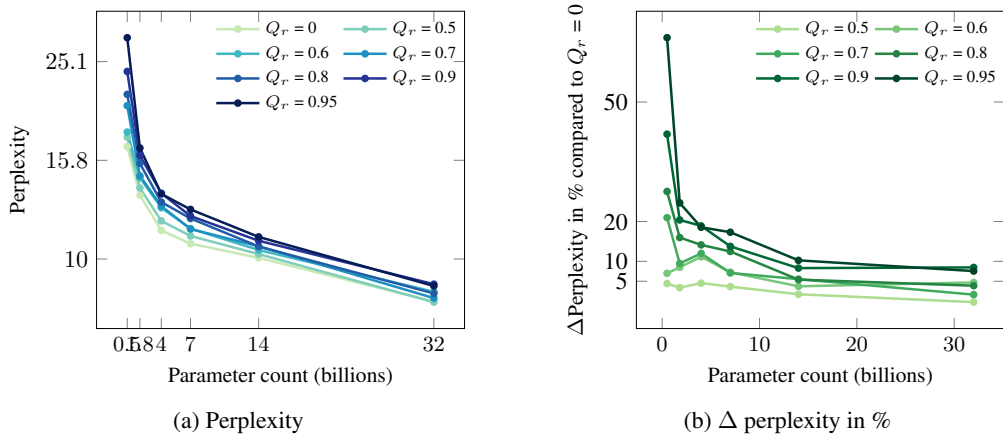 25.1
15.8
10
Perplexity
Q_r = 0
Q_r = 0.5
Q_r = 0.6
Q_r = 0.7
Q_r = 0.8
Q_r = 0.9
Q_r = 0.95
0.5 1.8 4 7 14 32
Parameter count (billions)
(a) Perplexity
50
20
10
5
ΔPerplexity in % compared to Q_r = 0
Q_r = 0.5
Q_r = 0.6
Q_r = 0.7
Q_r = 0.8
Q_r = 0.9
Q_r = 0.95
0 10 20 30
Parameter count (billions)
(b) Δ perplexity in %